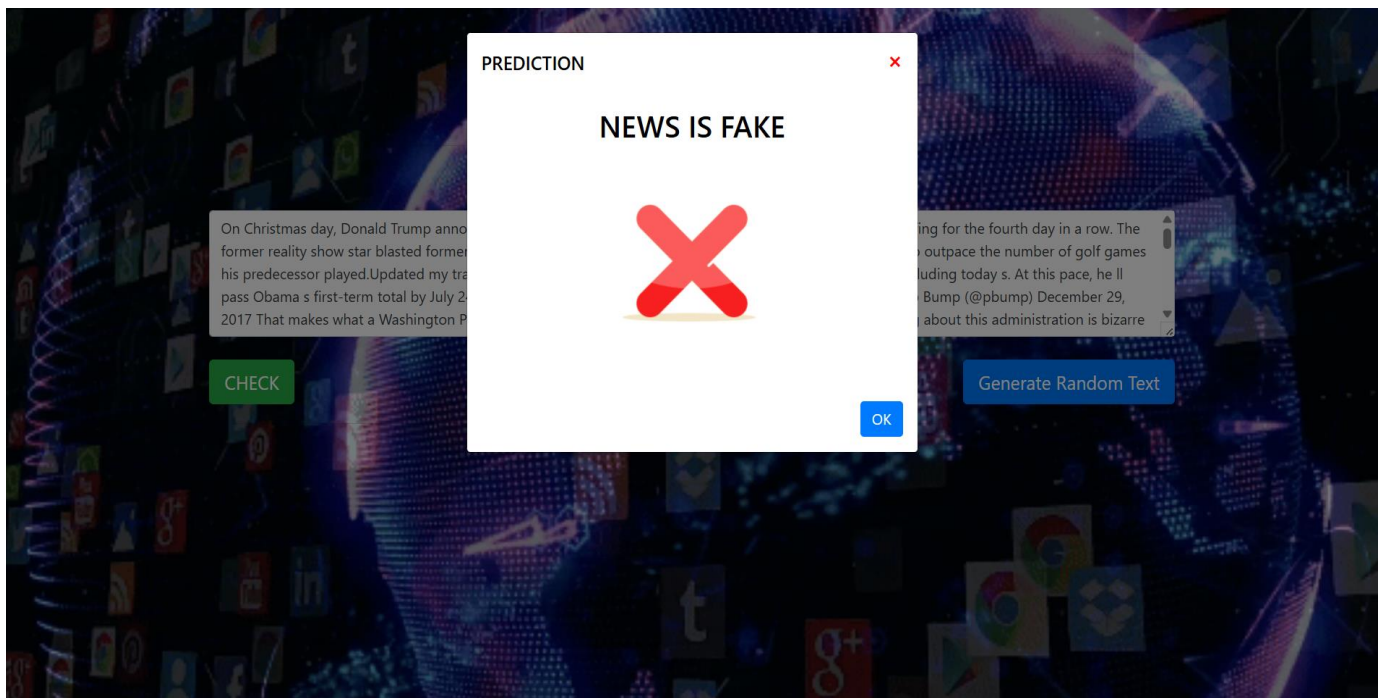 PREDICTION
×
NEWS IS FAKE
On Christmas day, Donald Trump anno
ing for the fourth day in a row. The
former reality show star blasted former
outpace the number of golf games
his predecessor played.Updated my tra
luding today s. At this pace, he ll
pass Obama s first-term total by July 2
Bump (@pbump) December 29,
2017 That makes what a Washington P
about this administration is bizarre
CHECK
Generate Random Text
OK